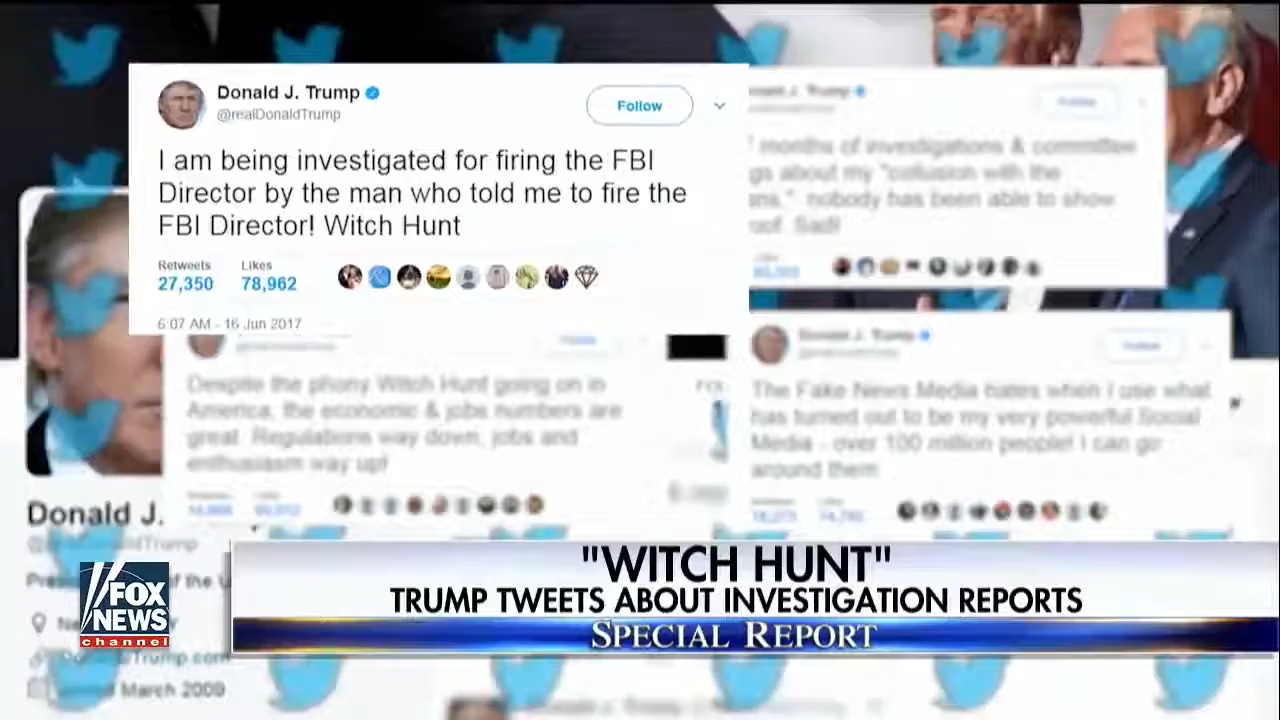 Donald J. Trump
@realDonaldTrump
Follow
I am being investigated for firing the FBI
Director by the man who told me to fire the
FBI Director! Witch Hunt
Retweets Likes
27,350 78,962
6:07 AM - 16 Jun 2017
months of investigations & committee
about my "collusion with the
nobody has been able to show
Sad!
Donald J. Trump
Follow
Despite the phony Witch Hunt going on in
America, the economic & jobs numbers are
great. Regulations way down, jobs and
enthusiasm way up!
The Fake News Media hates when I use what
has turned out to be my very powerful Social
Media - over 100 million people! I can go
around them
Donald J.
of the
March 2009
FOX
NEWS
channel
"WITCH HUNT"
TRUMP TWEETS ABOUT INVESTIGATION REPORTS
SPECIAL REPORT